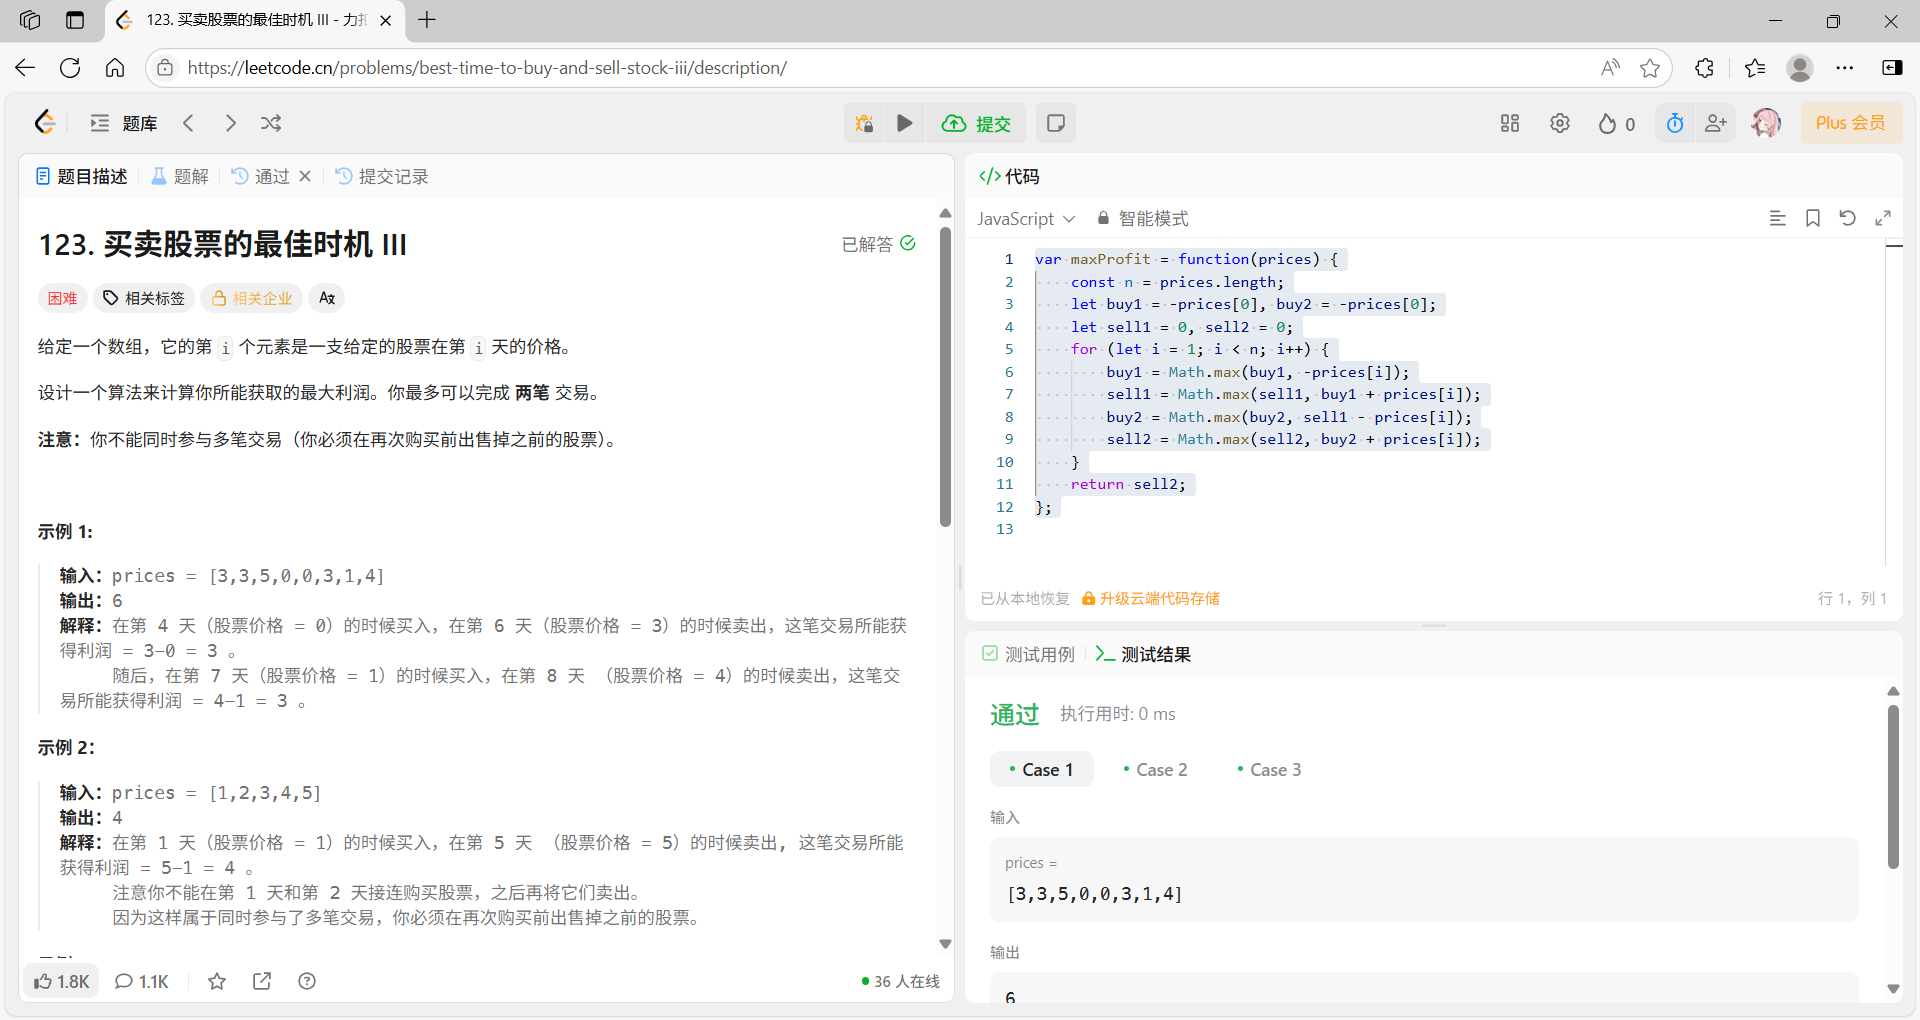 123. 买卖股票的最佳时机 III - 力扣
https://leetcode.cn/problems/best-time-to-buy-and-sell-stock-iii/description/
题库
提交
0
Plus 会员
题目描述
题解
通过
提交记录
123. 买卖股票的最佳时机 III
已解答
困难
相关标签
相关企业
给定一个数组，它的第 i 个元素是一支给定的股票在第 i 天的价格。
设计一个算法来计算你所能获取的最大利润。你最多可以完成 两笔 交易。
注意：你不能同时参与多笔交易（你必须在再次购买前出售掉之前的股票）。
示例 1:
输入：prices = [3,3,5,0,0,3,1,4]
输出：6
解释：在第 4 天（股票价格 = 0）的时候买入，在第 6 天（股票价格 = 3）的时候卖出，这笔交易所能获
得利润 = 3-0 = 3 。
随后，在第 7 天（股票价格 = 1）的时候买入，在第 8 天 （股票价格 = 4）的时候卖出，这笔交
易所能获得利润 = 4-1 = 3 。
示例 2：
输入：prices = [1,2,3,4,5]
输出：4
解释：在第 1 天（股票价格 = 1）的时候买入，在第 5 天 （股票价格 = 5）的时候卖出, 这笔交易所能
获得利润 = 5-1 = 4 。
注意你不能在第 1 天和第 2 天接连购买股票，之后再将它们卖出。
因为这样属于同时参与了多笔交易，你必须在再次购买前出售掉之前的股票。
1.8K
1.1K
36 人在线
代码
JavaScript
智能模式
1 var maxProfit = function(prices) {
2 const n = prices.length;
3 let buy1 = -prices[0], buy2 = -prices[0];
4 let sell1 = 0, sell2 = 0;
5 for (let i = 1; i < n; i++) {
6 buy1 = Math.max(buy1, -prices[i]);
7 sell1 = Math.max(sell1, buy1 + prices[i]);
8 buy2 = Math.max(buy2, sell1 - prices[i]);
9 sell2 = Math.max(sell2, buy2 + prices[i]);
10 }
11 return sell2;
12 };
13
已从本地恢复
升级云端代码存储
行 1，列 1
测试用例
测试结果
通过
执行用时: 0 ms
Case 1
Case 2
Case 3
输入
prices =
[3,3,5,0,0,3,1,4]
输出
6